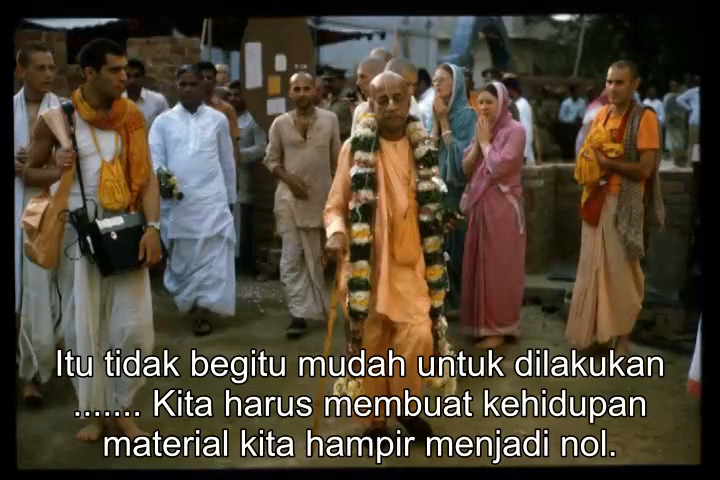 Itu tidak begitu mudah untuk dilakukan
....... Kita harus membuat kehidupan
material kita hampir menjadi nol.